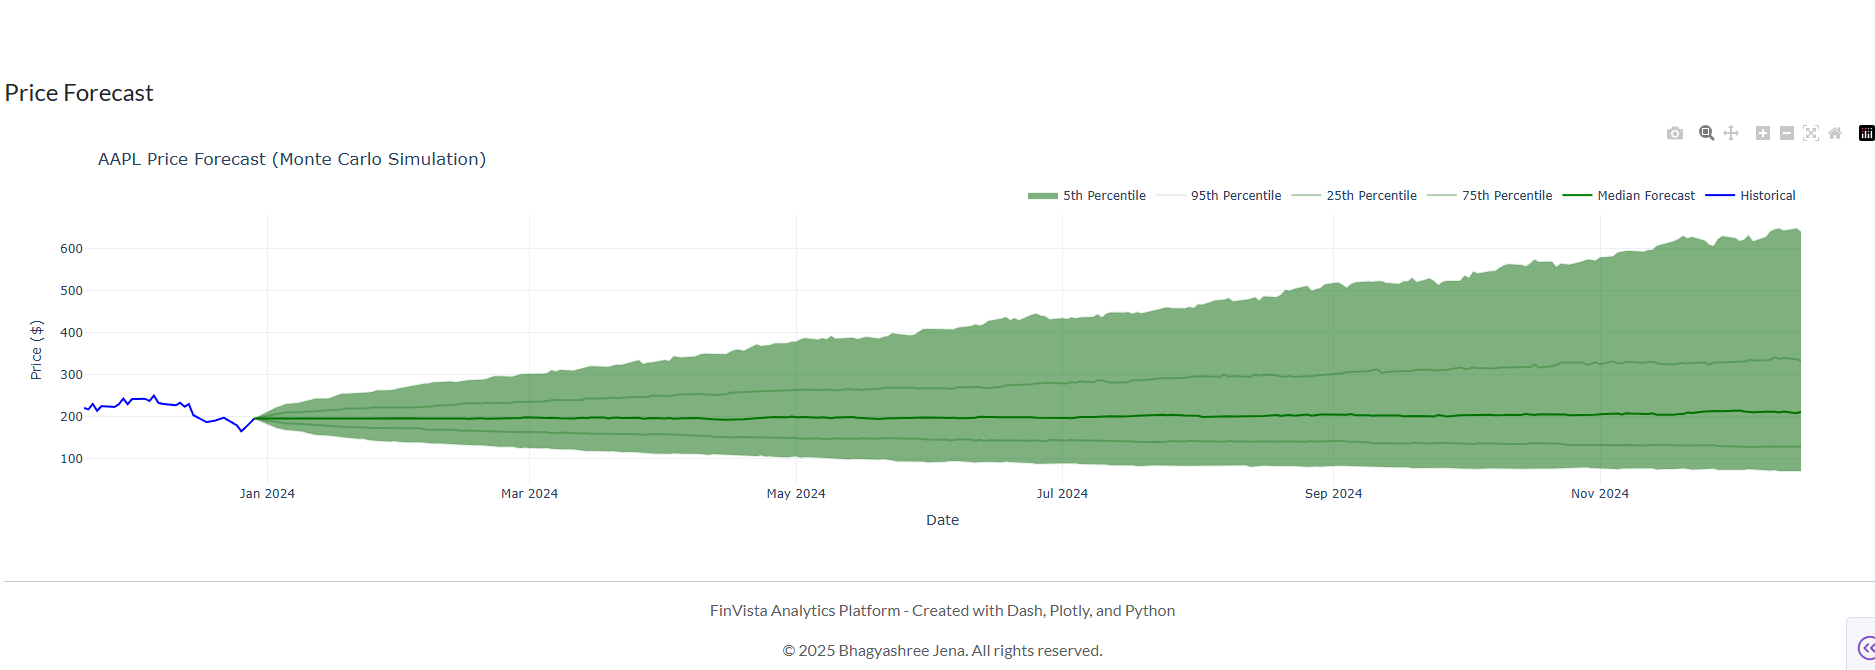 Price Forecast
AAPL Price Forecast (Monte Carlo Simulation)
5th Percentile 95th Percentile 25th Percentile 75th Percentile Median Forecast Historical
600
500
400
300
200
100
Price ($)
Jan 2024 Mar 2024 May 2024 Jul 2024 Sep 2024 Nov 2024
Date
FinVista Analytics Platform - Created with Dash, Plotly, and Python
© 2025 Bhagyashree Jena. All rights reserved.